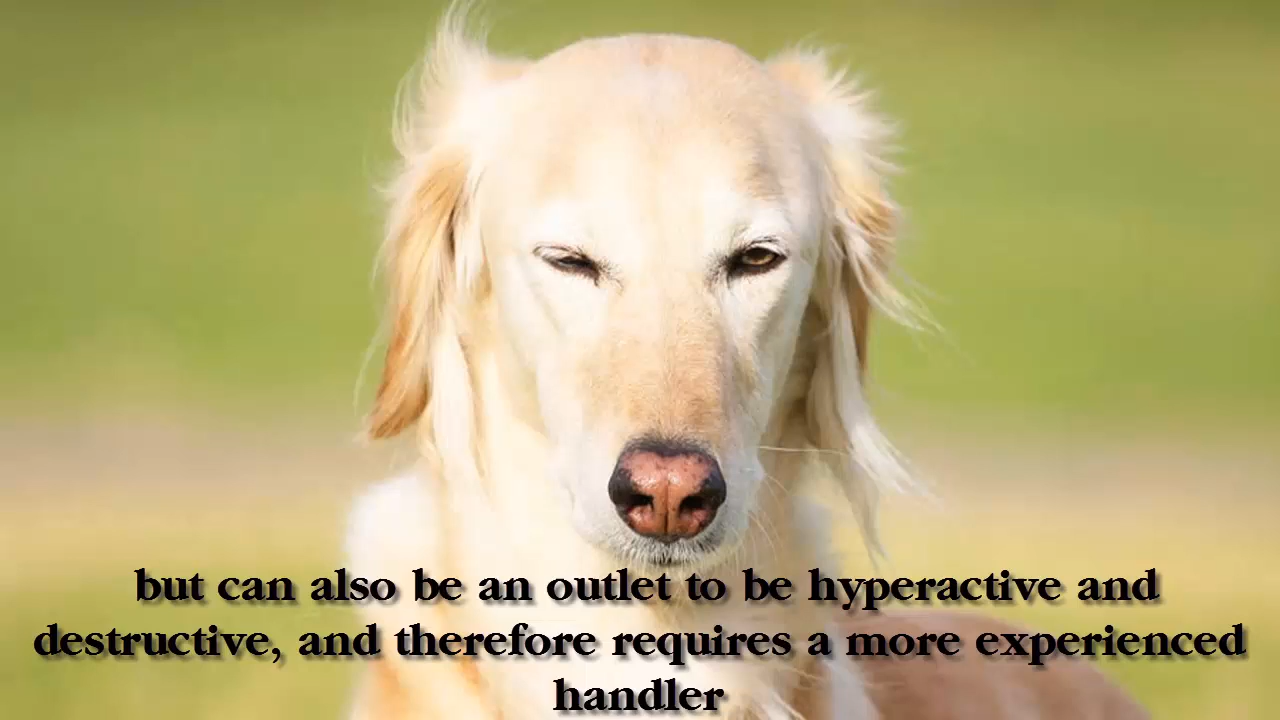 but can also be an outlet to be hyperactive and
destructive, and therefore requires a more experienced
handler